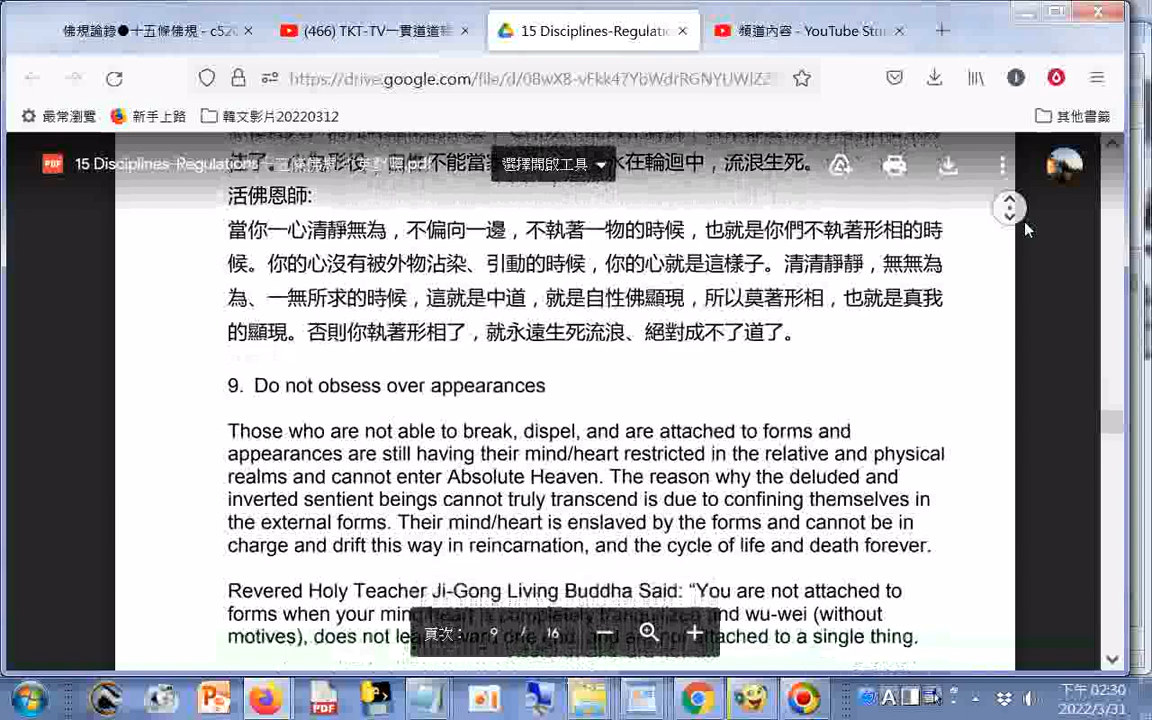 佛規論錄●十五條佛規 - c52
(466) TKT-TV一貫道道
15 Disciplines-Regulatio
頻道內容 - YouTube Stu
https://drive.google.com/file/d/
最常瀏覽 新手上路 韓文影片20220312 其他書籤
15 Disciplines-Regulations
.pdf
選擇開啟工具
在輪迴中，流浪生死。
活佛恩師:
當你一心清靜無為，不偏向一邊，不執著一物的時候，也就是你們不執著形相的時
候。你的心沒有被外物沾染、引動的時候，你的心就是這樣子。清清靜靜，無無為
為、一無所求的時候，這就是中道，就是自性佛顯現，所以莫著形相，也就是真我
的顯現。否則你執著形相了，就永遠生死流浪、絕對成不了道了。
9. Do not obsess over appearances
Those who are not able to break, dispel, and are attached to forms and
appearances are still having their mind/heart restricted in the relative and physical
realms and cannot enter Absolute Heaven. The reason why the deluded and
inverted sentient beings cannot truly transcend is due to confining themselves in
the external forms. Their mind/heart is enslaved by the forms and cannot be in
charge and drift this way in reincarnation, and the cycle of life and death forever.
Revered Holy Teacher Ji-Gong Living Buddha Said: “You are not attached to
forms when your and wu-wei (without
motives), does not attached to a single thing.
頁次： 9 / 16
下午 02:30
2022/3/31